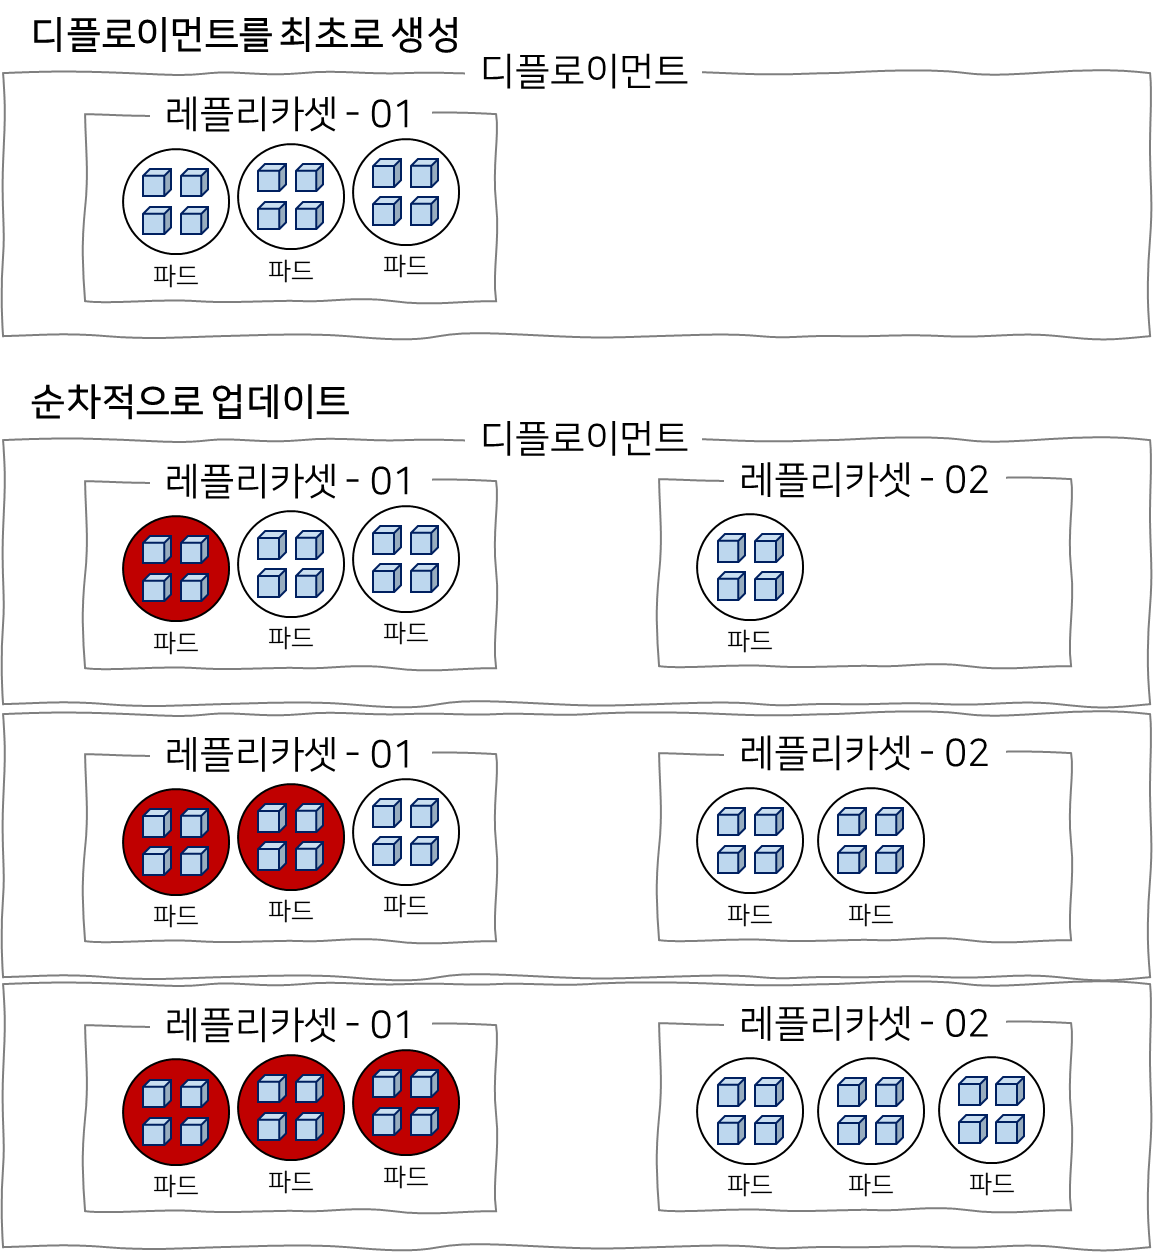 디플로이먼트를 최초로 생성
디플로이먼트
레플리카셋 - 01
파드 파드 파드
순차적으로 업데이트
디플로이먼트
레플리카셋 - 01 레플리카셋 - 02
파드 파드 파드 파드
레플리카셋 - 01 레플리카셋 - 02
파드 파드 파드 파드 파드
레플리카셋 - 01 레플리카셋 - 02
파드 파드 파드 파드 파드 파드